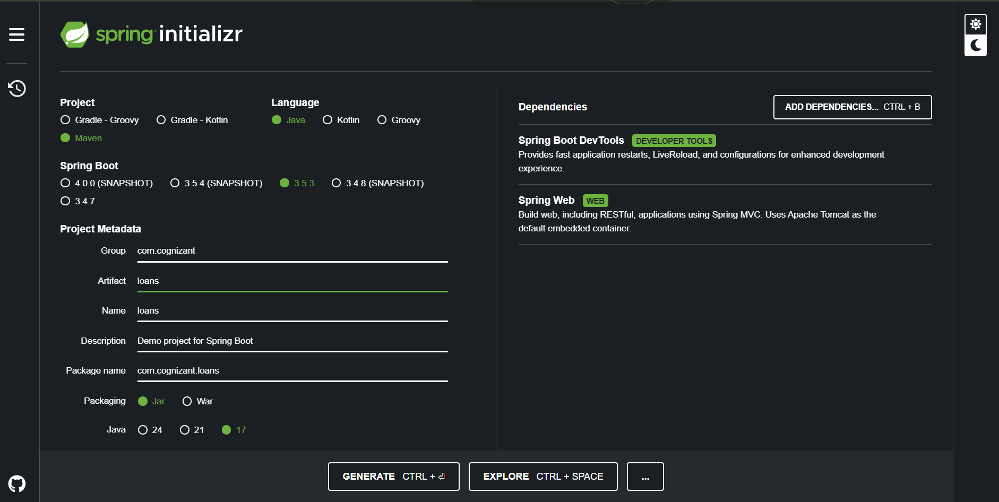 spring initializr
Project
Gradle - Groovy
Gradle - Kotlin
Maven
Language
Java
Kotlin
Groovy
Spring Boot
4.0.0 (SNAPSHOT)
3.5.4 (SNAPSHOT)
3.5.3
3.4.8 (SNAPSHOT)
3.4.7
Project Metadata
Group com.cognizant
Artifact loans
Name loans
Description Demo project for Spring Boot
Package name com.cognizant.loans
Packaging Jar War
Java 24 21 17
Dependencies
ADD DEPENDENCIES... CTRL + B
Spring Boot DevTools DEVELOPER TOOLS
Provides fast application restarts, LiveReload, and configurations for enhanced development
experience.
Spring Web WEB
Build web, including RESTful, applications using Spring MVC. Uses Apache Tomcat as the
default embedded container.
GENERATE CTRL + ⏎
EXPLORE CTRL + SPACE
...